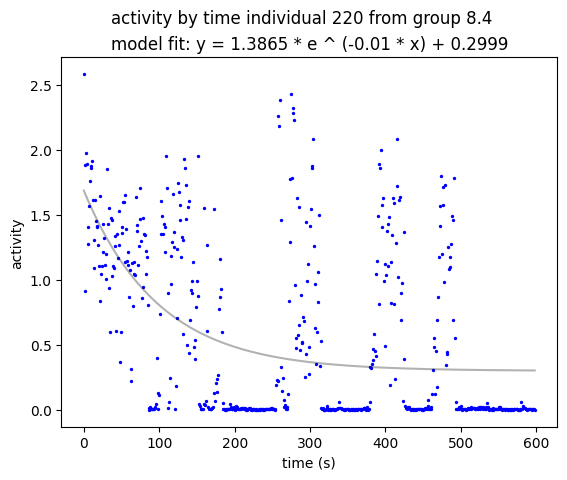 activity by time individual 220 from group 8.4
model fit: y = 1.3865 * e ^ (-0.01 * x) + 0.2999
2.5
2.0
1.5
1.0
0.5
0.0
activity
0 100 200 300 400 500 600
time (s)